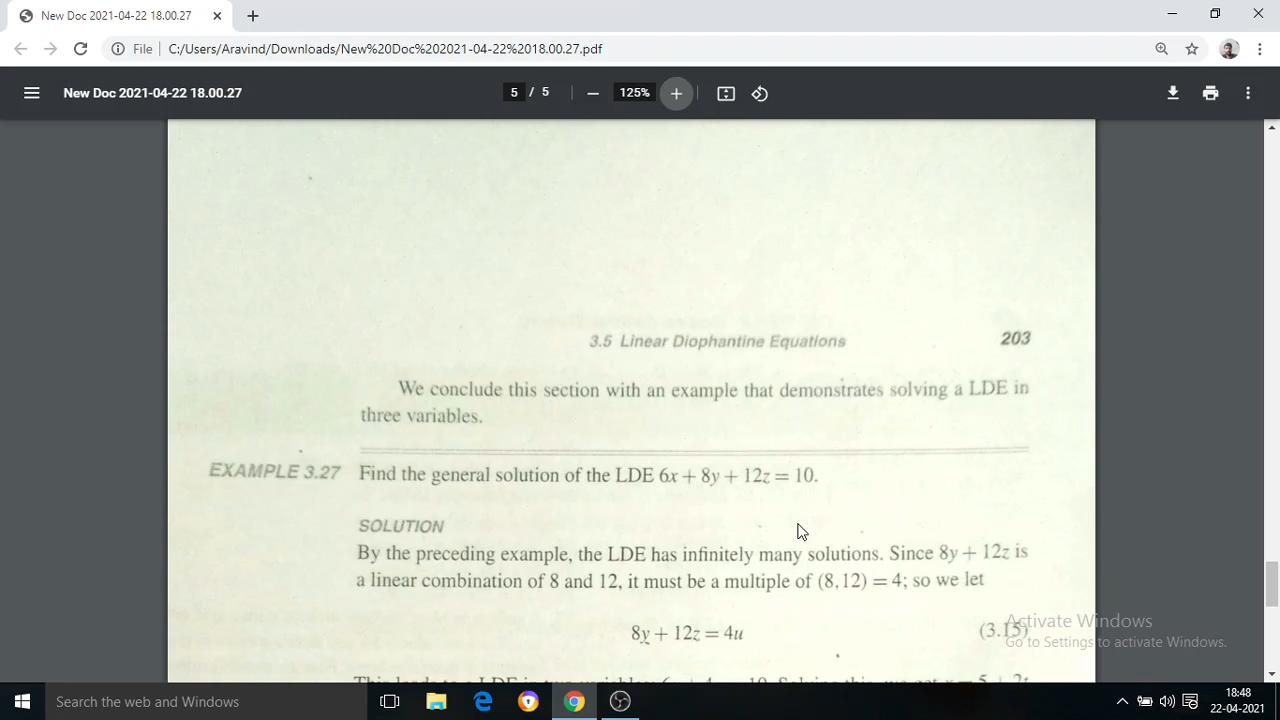 New Doc 2021-04-22 18.00.27
File C:/Users/Aravind/Downloads/New%20Doc%202021-04-22%2018.00.27.pdf
New Doc 2021-04-22 18.00.27
5 / 5
125%
3.5 Linear Diophantine Equations 203
We conclude this section with an example that demonstrates solving a LDE in
three variables.
EXAMPLE 3.27 Find the general solution of the LDE 6x + 8y + 12z = 10.
SOLUTION
By the preceding example, the LDE has infinitely many solutions. Since 8y + 12z is
a linear combination of 8 and 12, it must be a multiple of (8, 12) = 4; so we let
8y + 12z = 4u (3.15)
Activate Windows
Go to Settings to activate Windows.
Search the web and Windows
18:48
22-04-2021